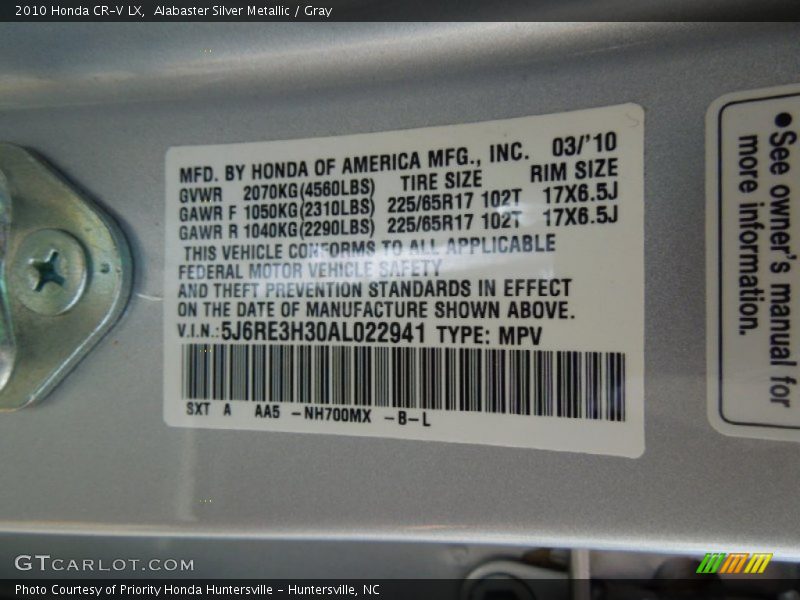 2010 Honda CR-V LX,  Alabaster Silver Metallic / Gray
MFD. BY HONDA OF AMERICA MFG., INC. 03/'10
GVWR 2070KG(4560LBS) TIRE SIZE RIM SIZE
GAWR F 1050KG(2310LBS) 225/65R17 102T 17X6.5J
GAWR R 1040KG(2290LBS) 225/65R17 102T 17X6.5J
THIS VEHICLE CONFORMS TO ALL APPLICABLE
FEDERAL MOTOR VEHICLE SAFETY
AND THEFT PREVENTION STANDARDS IN EFFECT
ON THE DATE OF MANUFACTURE SHOWN ABOVE.
V.I.N.:5J6RE3H30AL022941 TYPE: MPV
SXT A AA5 -NH700MX -B-L
●See owner's manual for
more information.
GTCARLOT.COM
Photo Courtesy of Priority Honda Huntersville - Huntersville, NC